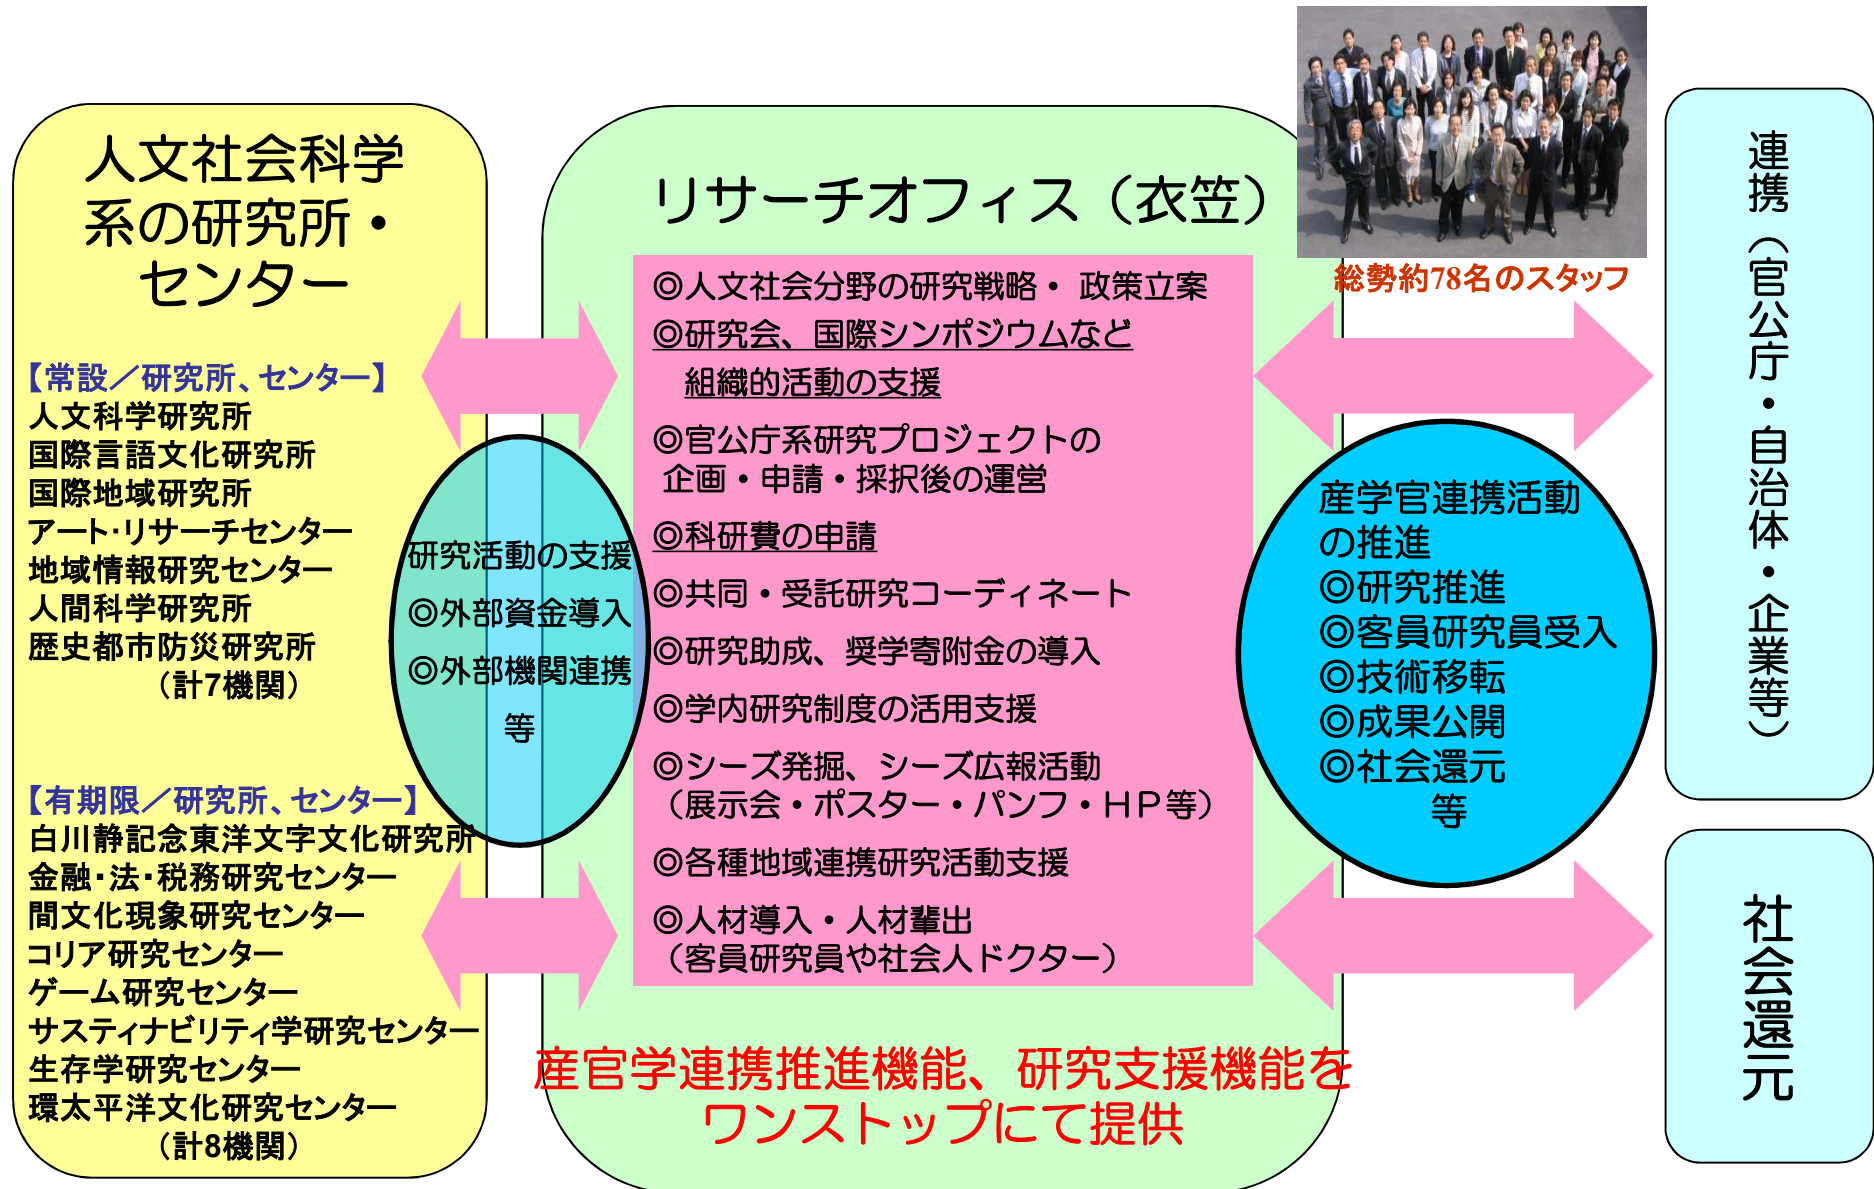 人文社会科学
系の研究所・
センター
【常設／研究所、センター】
人文科学研究所
国際言語文化研究所
国際地域研究所
アート・リサーチセンター
地域情報研究センター
人間科学研究所
歴史都市防災研究所
（計7機関）
【有期限／研究所、センター】
白川静記念東洋文字文化研究所
金融・法・税務研究センター
間文化現象研究センター
コリア研究センター
ゲーム研究センター
サスティナビリティ学研究センター
生存学研究センター
環太平洋文化研究センター
（計8機関）
研究活動の支援
◎外部資金導入
◎外部機関連携
等
リサーチオフィス（衣笠）
◎人文社会分野の研究戦略・ 政策立案
◎研究会、国際シンポジウムなど
組織的活動の支援
◎官公庁系研究プロジェクトの
企画・申請・採択後の運営
◎科研費の申請
◎共同・受託研究コーディネート
◎研究助成、奨学寄附金の導入
◎学内研究制度の活用支援
◎シーズ発掘、シーズ広報活動
（展示会・ポスター・パンフ・ＨＰ等）
◎各種地域連携研究活動支援
◎人材導入・人材輩出
（客員研究員や社会人ドクター）
産官学連携推進機能、研究支援機能を
ワンストップにて提供
総勢約78名のスタッフ
産学官連携活動
の推進
◎研究推進
◎客員研究員受入
◎技術移転
◎成果公開
◎社会還元
等
連携（官公庁・自治体・企業等）
社会還元